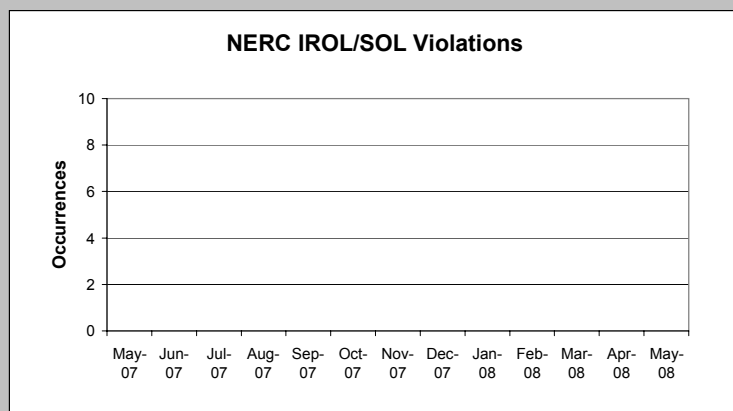 NERC IROL/SOL Violations
Occurrences
10
8
6
4
2
0
May-07 Jun-07 Jul-07 Aug-07 Sep-07 Oct-07 Nov-07 Dec-07 Jan-08 Feb-08 Mar-08 Apr-08 May-08